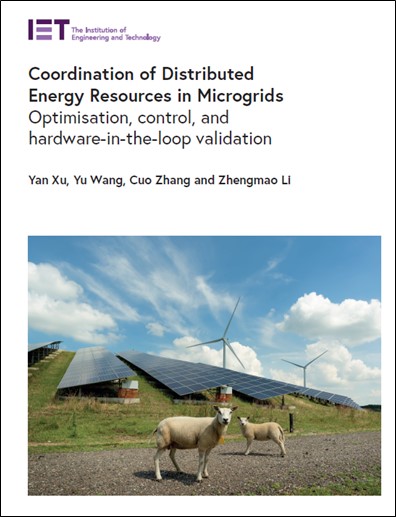 IET The Institution of
Engineering and Technology
Coordination of Distributed
Energy Resources in Microgrids
Optimisation, control, and
hardware-in-the-loop validation
Yan Xu, Yu Wang, Cuo Zhang and Zhengmao Li